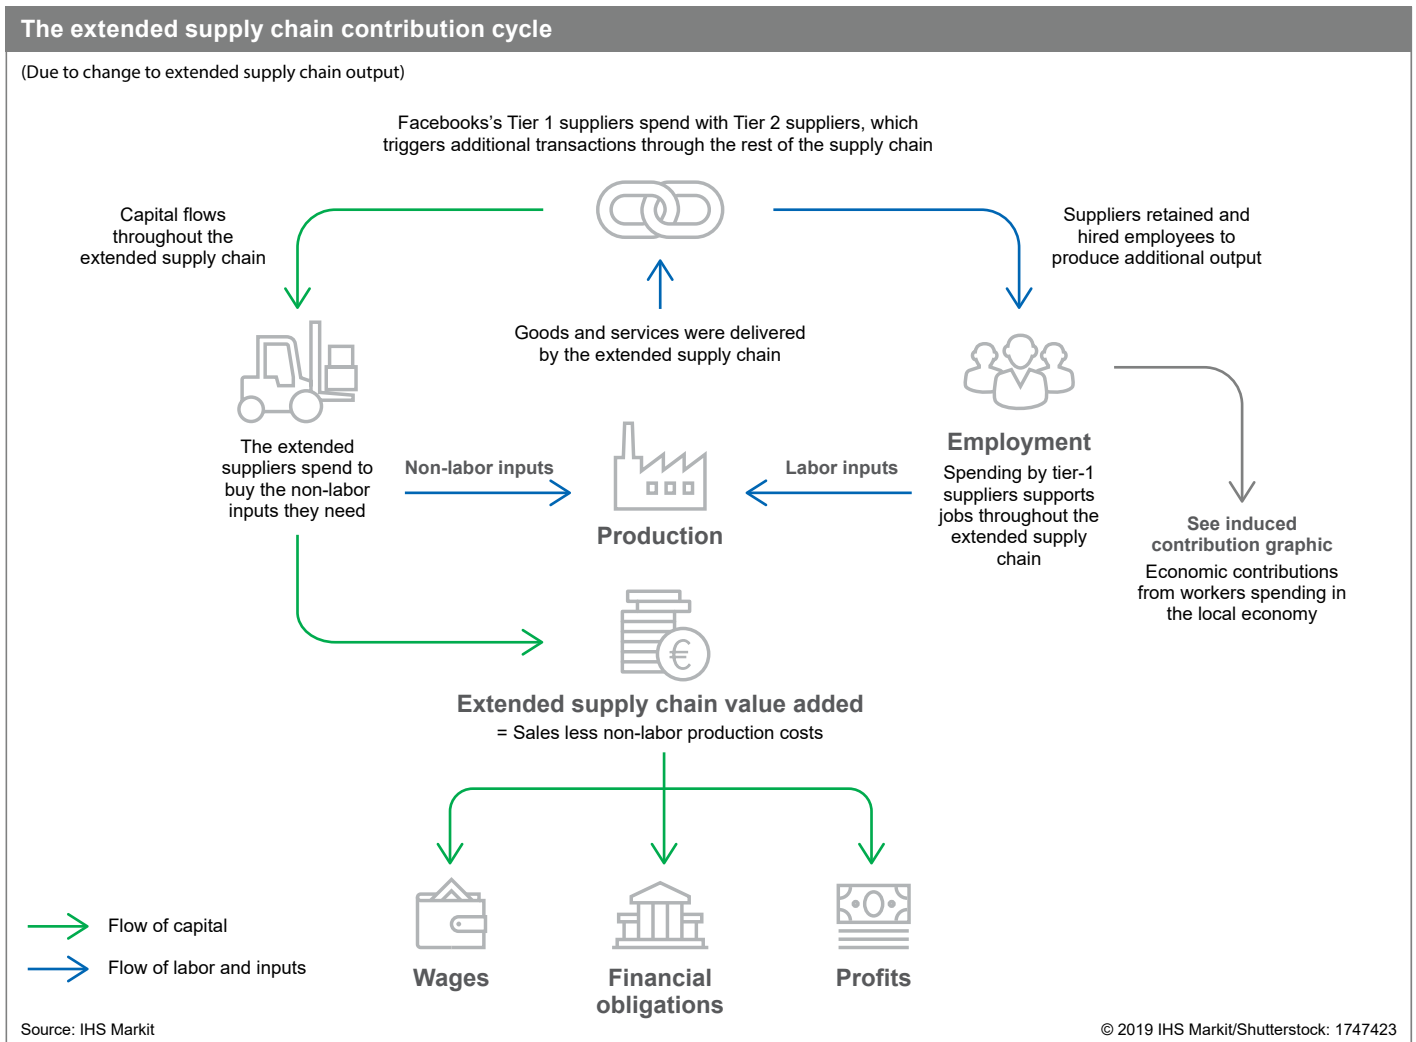 The extended supply chain contribution cycle
(Due to change to extended supply chain output)
Facebooks's Tier 1 suppliers spend with Tier 2 suppliers, which
triggers additional transactions through the rest of the supply chain
Capital flows
throughout the
extended supply chain
Suppliers retained and
hired employees to
produce additional output
Goods and services were delivered
by the extended supply chain
The extended
suppliers spend to
buy the non-labor
inputs they need
Non-labor inputs
Production
Labor inputs
Employment
Spending by tier-1
suppliers supports
jobs throughout the
extended supply
chain
See induced
contribution graphic
Economic contributions
from workers spending in
the local economy
€
Extended supply chain value added
= Sales less non-labor production costs
Wages
Financial
obligations
Profits
Flow of capital
Flow of labor and inputs
Source: IHS Markit
© 2019 IHS Markit/Shutterstock: 1747423